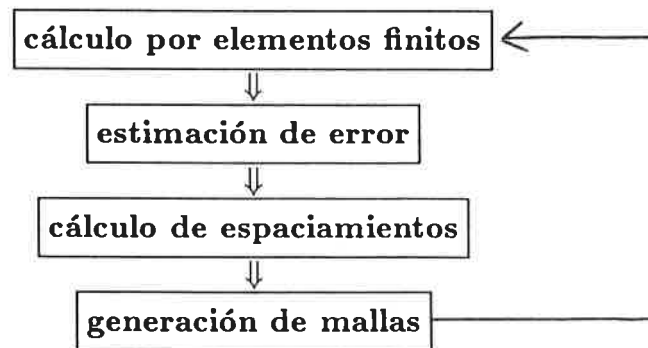 cálculo por elementos finitos
estimación de error
cálculo de espaciamientos
generación de mallas